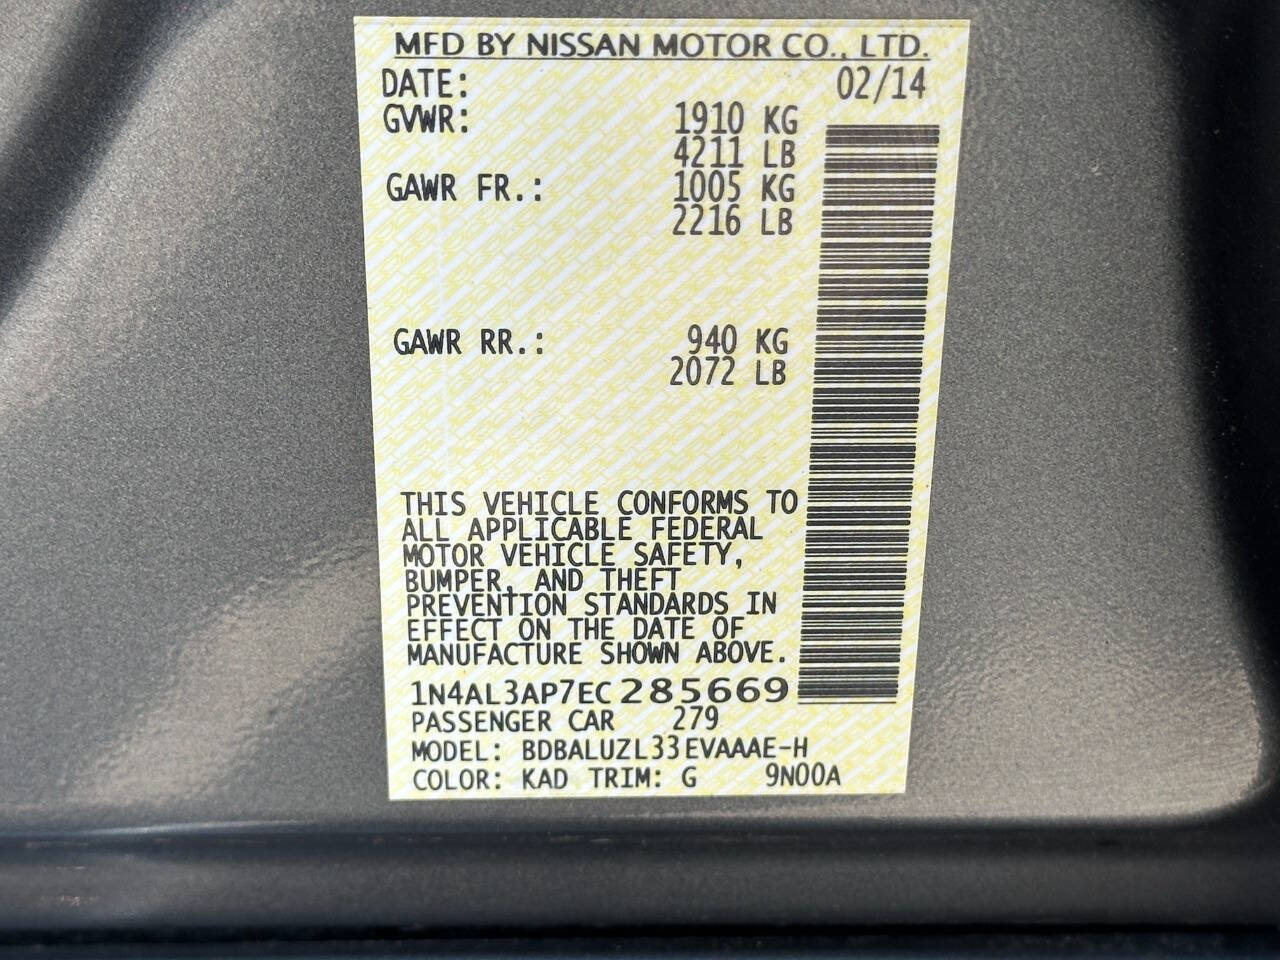 MFD BY NISSAN MOTOR CO., LTD.
DATE: 02/14
GVWR: 1910 KG
4211 LB
GAWR FR.: 1005 KG
2216 LB
GAWR RR.: 940 KG
2072 LB
THIS VEHICLE CONFORMS TO
ALL APPLICABLE FEDERAL
MOTOR VEHICLE SAFETY,
BUMPER, AND THEFT
PREVENTION STANDARDS IN
EFFECT ON THE DATE OF
MANUFACTURE SHOWN ABOVE.
1N4AL3AP7EC285669
PASSENGER CAR 279
MODEL: BDBALUZL33EVAAAE-H
COLOR: KAD TRIM: G 9N00A